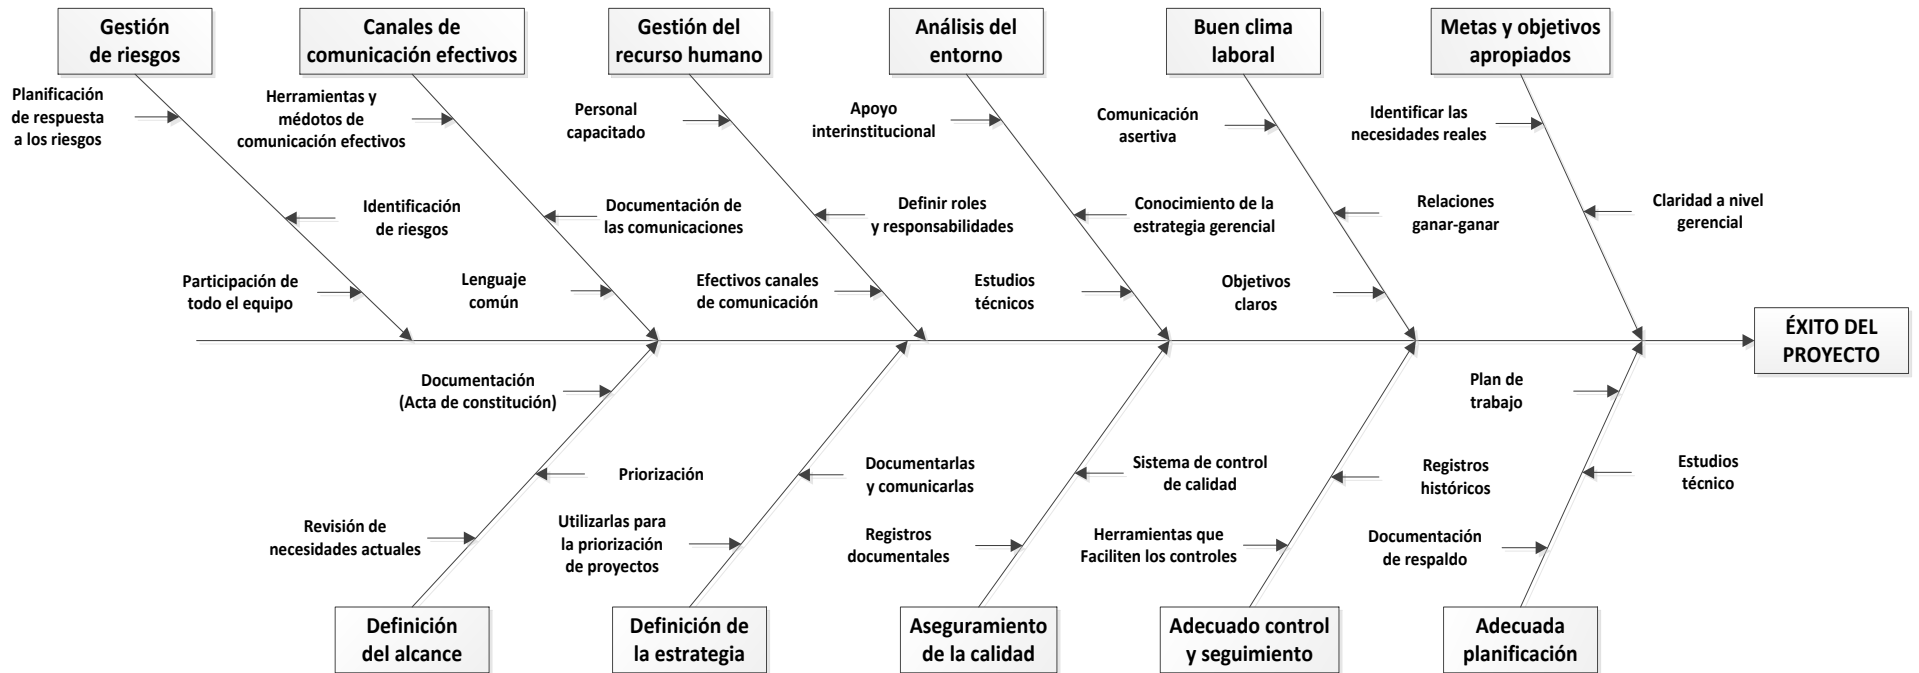 Gestión
de riesgos
Canales de
comunicación efectivos
Gestión del
recurso humano
Análisis del
entorno
Buen clima
laboral
Metas y objetivos
apropiados
Planificación
de respuesta
a los riesgos
Herramientas y
médotos de
comunicación efectivos
Personal
capacitado
Apoyo
interinstitucional
Comunicación
asertiva
Identificar las
necesidades reales
Identificación
de riesgos
Documentación de
las comunicaciones
Definir roles
y responsabilidades
Conocimiento de la
estrategia gerencial
Relaciones
ganar-ganar
Claridad a nivel
gerencial
Participación de
todo el equipo
Lenguaje
común
Efectivos canales
de comunicación
Estudios
técnicos
Objetivos
claros
ÉXITO DEL
PROYECTO
Documentación
(Acta de constitución)
Plan de
trabajo
Priorización
Documentarlas
y comunicarlas
Sistema de control
de calidad
Registros
históricos
Estudios
técnico
Revisión de
necesidades actuales
Utilizarlas para
la priorización
de proyectos
Registros
documentales
Herramientas que
Faciliten los controles
Documentación
de respaldo
Definición
del alcance
Definición de
la estrategia
Aseguramiento
de la calidad
Adecuado control
y seguimiento
Adecuada
planificación